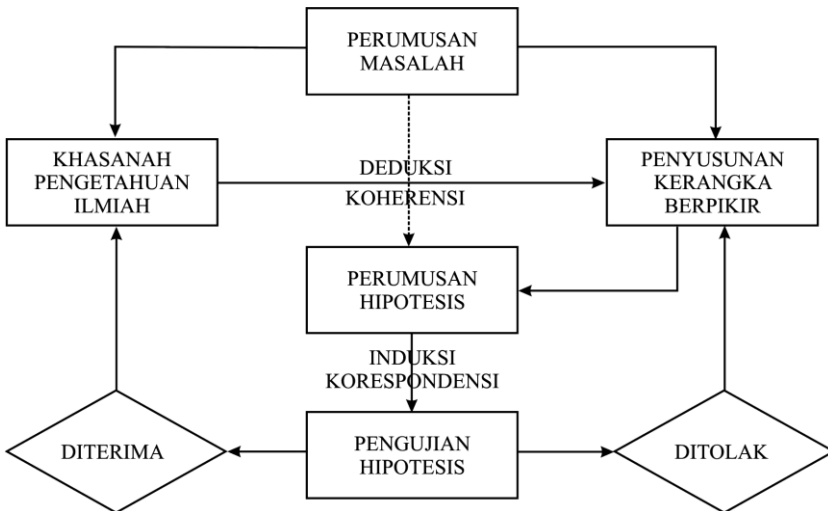 PERUMUSAN
MASALAH
KHASANAH
PENGETAHUAN
ILMIAH
DEDUKSI
KOHERENSI
PENYUSUNAN
KERANGKA
BERPIKIR
PERUMUSAN
HIPOTESIS
INDUKSI
KORESPONDENSI
DITERIMA
PENGUJIAN
HIPOTESIS
DITOLAK